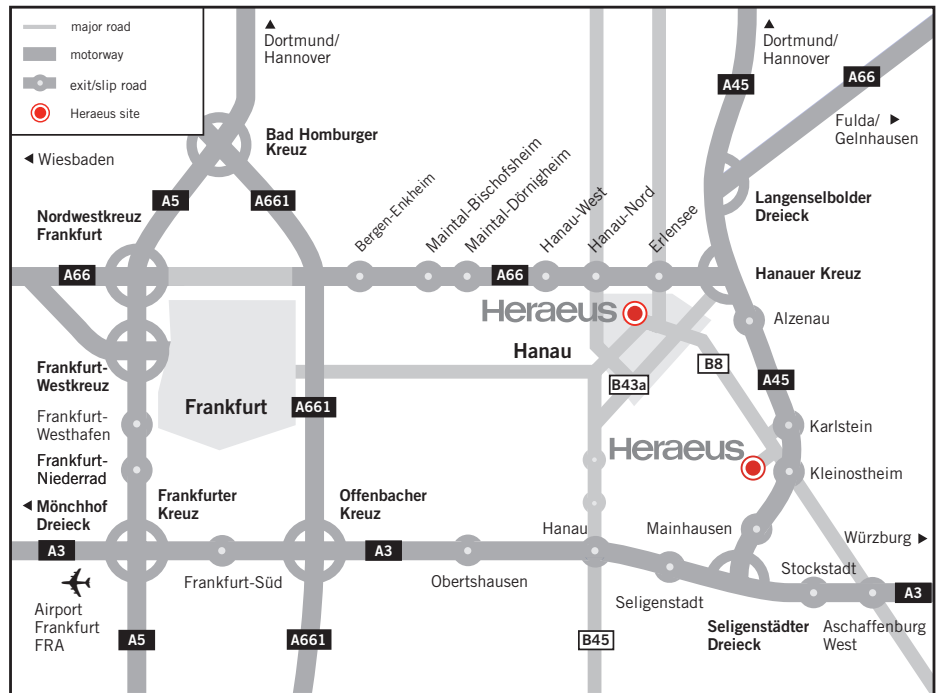 major road
motorway
exit/slip road
Heraeus site
Dortmund/
Hannover
Dortmund/
Hannover
A45
A66
Fulda/
Gelnhausen
Bad Homburger
Kreuz
Wiesbaden
A5
A661
Nordwestkreuz
Frankfurt
Bergen-Enkheim
Maintal-Bischofsheim
Maintal-Dörnigheim
Hanau-West
Hanau-Nord
Erlensee
Langenselbolder
Dreieck
A66
A66
Hanauer Kreuz
Heraeus
Alzenau
Hanau
B8
Frankfurt-
Westkreuz
B43a
A45
Frankfurt
A661
Frankfurt-
Westhafen
Karlstein
Heraeus
Frankfurt-
Niederrad
Kleinostheim
Mönchhof
Dreieck
Frankfurter
Kreuz
Offenbacher
Kreuz
Hanau
Mainhausen
Würzburg
A3
A3
Stockstadt
Frankfurt-Süd
Obertshausen
Seligenstadt
A3
Airport
Frankfurt
FRA
A5
A661
B45
Seligenstädter
Dreieck
Aschaffenburg
West